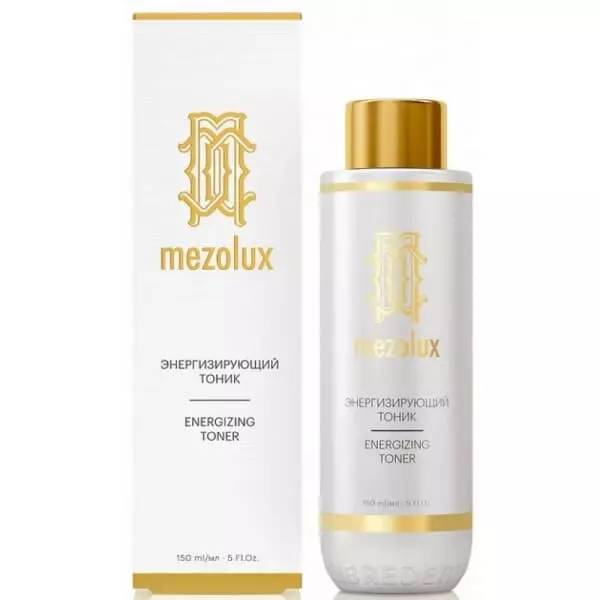 mezolux
ЭНЕРГИЗИРУЮЩИЙ
ТОНИК
ENERGIZING
TONER
150 ml/мл · 5 Fl.Oz.
mezolux
ЭНЕРГИЗИРУЮЩИЙ
ТОНИК
ENERGIZING
TONER
150 ml/мл · 5 Fl.Oz.